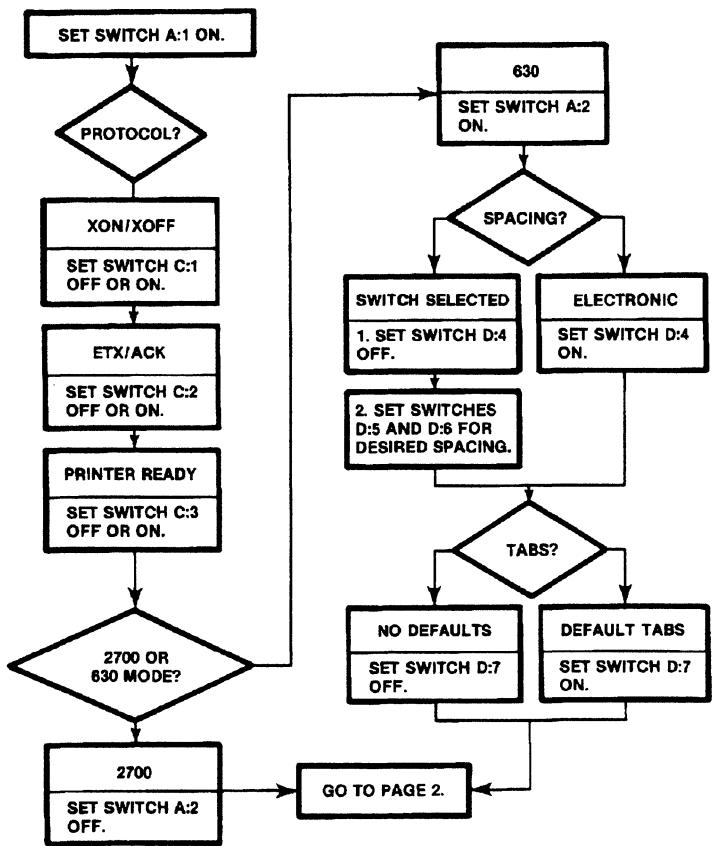 SET SWITCH A:1 ON.
PROTOCOL?
XON/XOFF
SET SWITCH C:1
OFF OR ON.
ETX/ACK
SET SWITCH C:2
OFF OR ON.
PRINTER READY
SET SWITCH C:3
OFF OR ON.
2700 OR
630 MODE?
2700
SET SWITCH A:2
OFF.
630
SET SWITCH A:2
ON.
SPACING?
SWITCH SELECTED
1. SET SWITCH D:4
OFF.
2. SET SWITCHES
D:5 AND D:6 FOR
DESIRED SPACING.
ELECTRONIC
SET SWITCH D:4
ON.
TABS?
NO DEFAULTS
SET SWITCH D:7
OFF.
DEFAULT TABS
SET SWITCH D:7
ON.
GO TO PAGE 2.